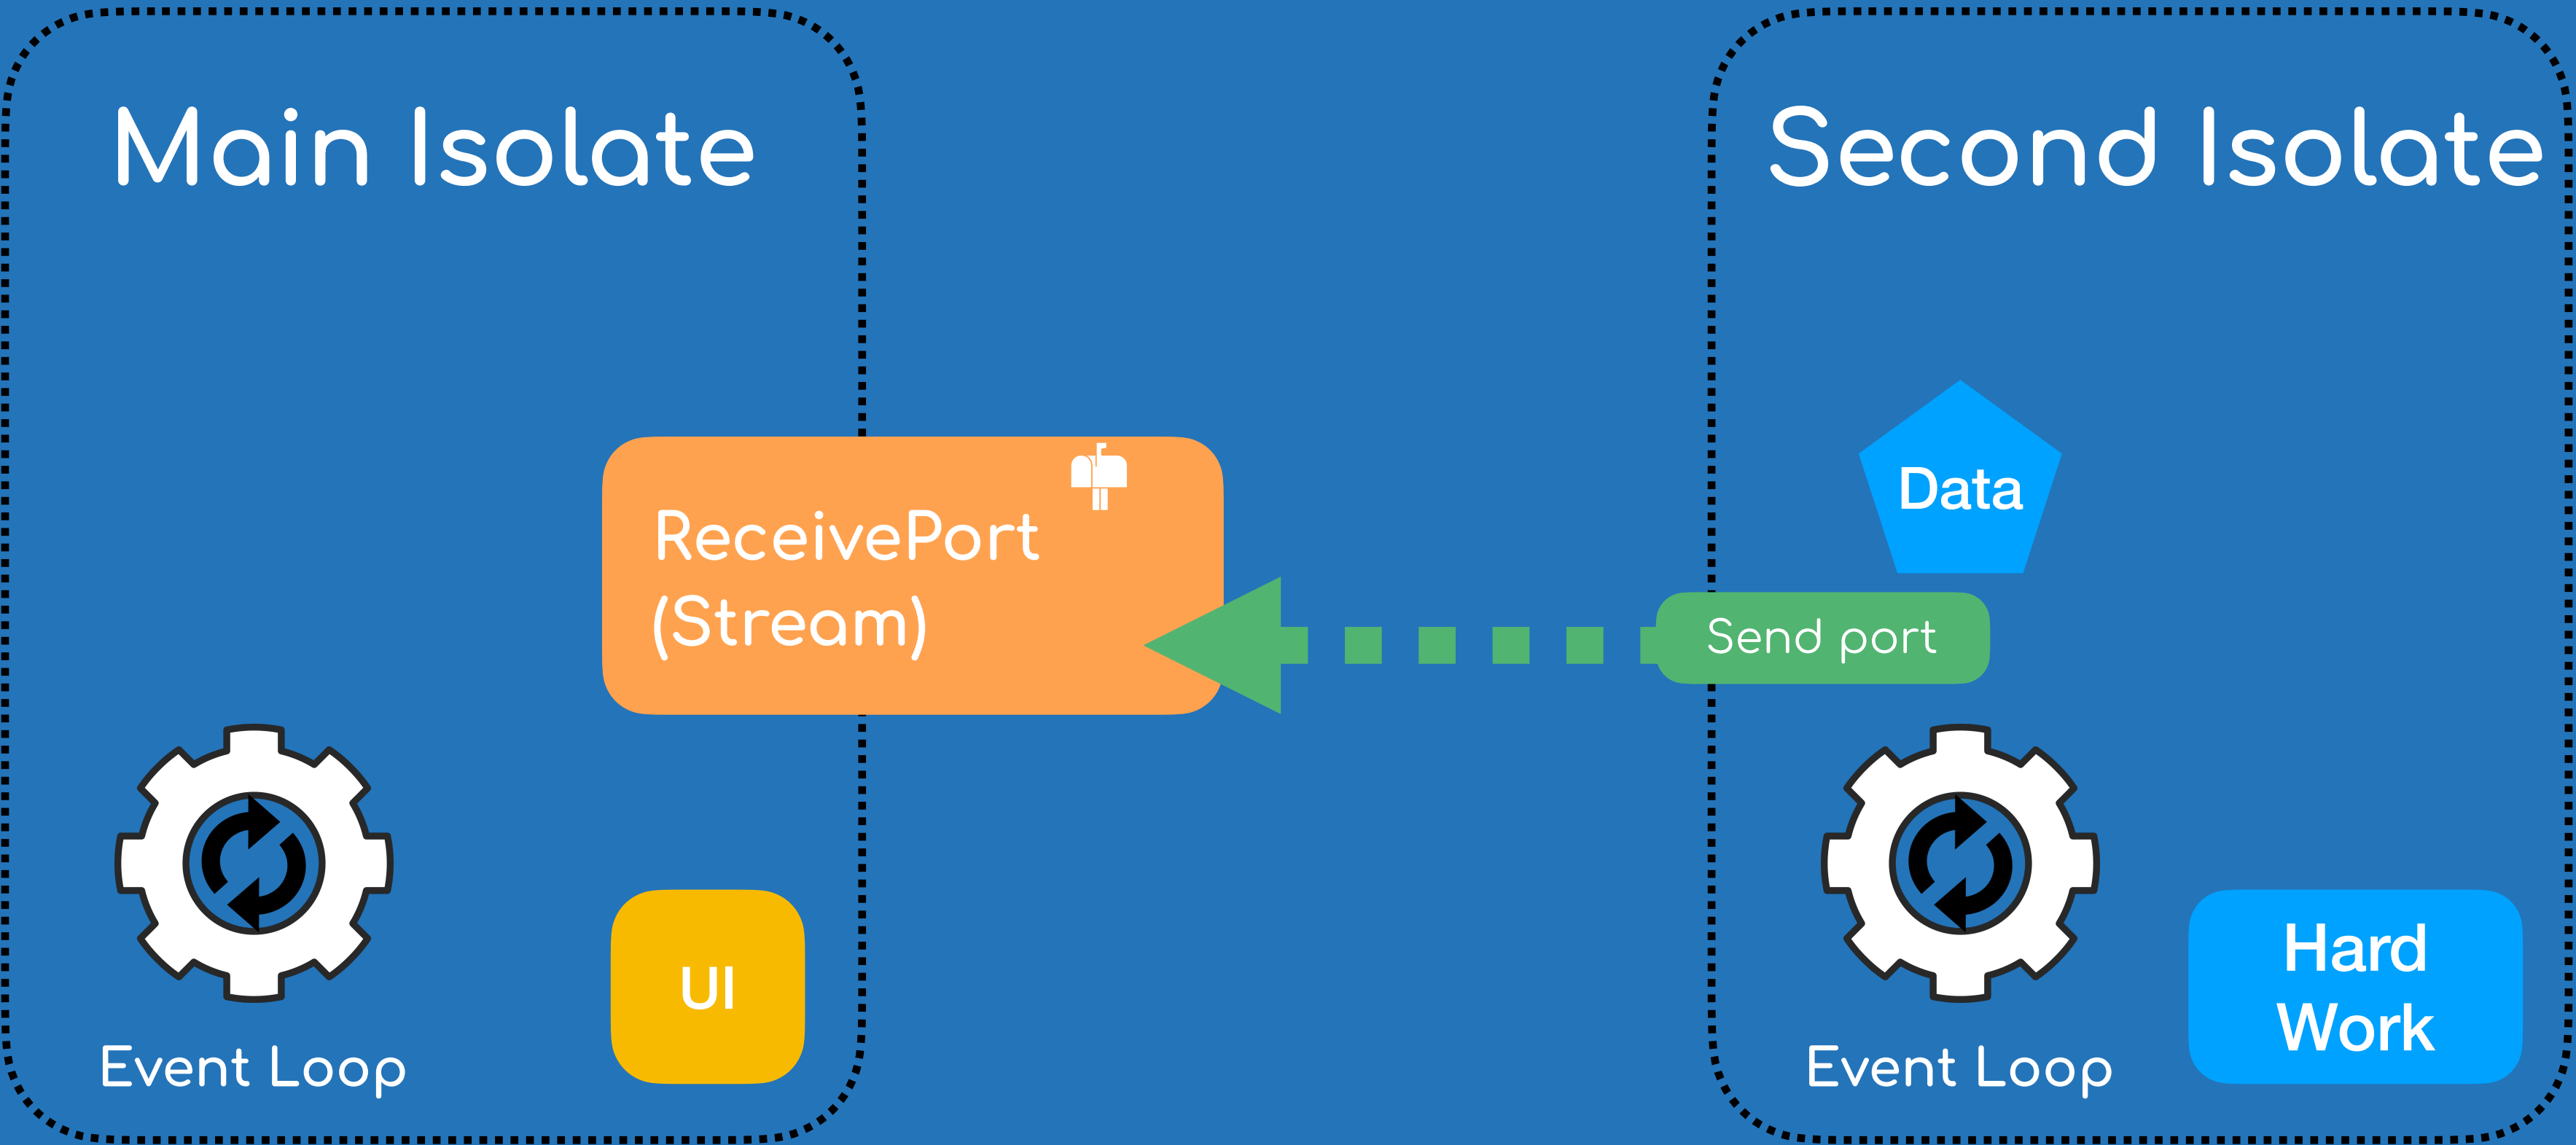 Main Isolate
Second Isolate
ReceivePort
(Stream)
Data
Send port
UI
Event Loop
Event Loop
Hard
Work